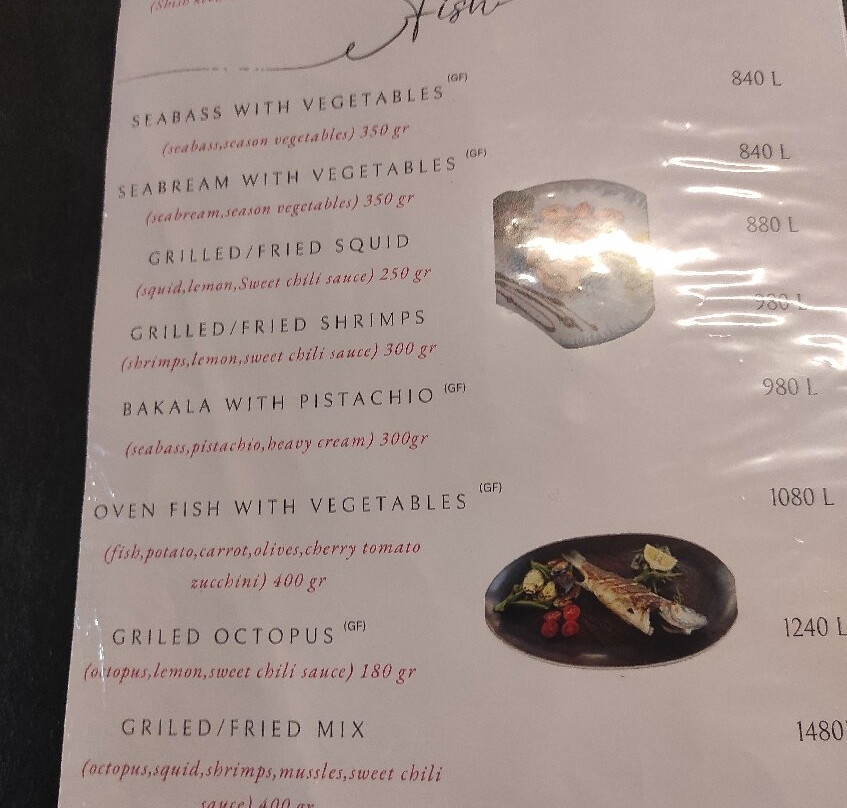 Fish
SEABASS WITH VEGETABLES (GF) 840 L
(seabass,season vegetables) 350 gr
SEABREAM WITH VEGETABLES (GF) 840 L
(seabream,season vegetables) 350 gr
GRILLED/FRIED SQUID 880 L
(squid,lemon,Sweet chili sauce) 250 gr
GRILLED/FRIED SHRIMPS 980 L
(shrimps,lemon,sweet chili sauce) 300 gr
BAKALA WITH PISTACHIO (GF) 980 L
(seabass,pistachio,heavy cream) 300gr
OVEN FISH WITH VEGETABLES (GF) 1080 L
(fish,potato,carrot,olives,cherry tomato
zucchini) 400 gr
GRILED OCTOPUS (GF) 1240 L
(octopus,lemon,sweet chili sauce) 180 gr
GRILED/FRIED MIX 1480
(octopus,squid,shrimps,mussles,sweet chili
sauce) 400 gr